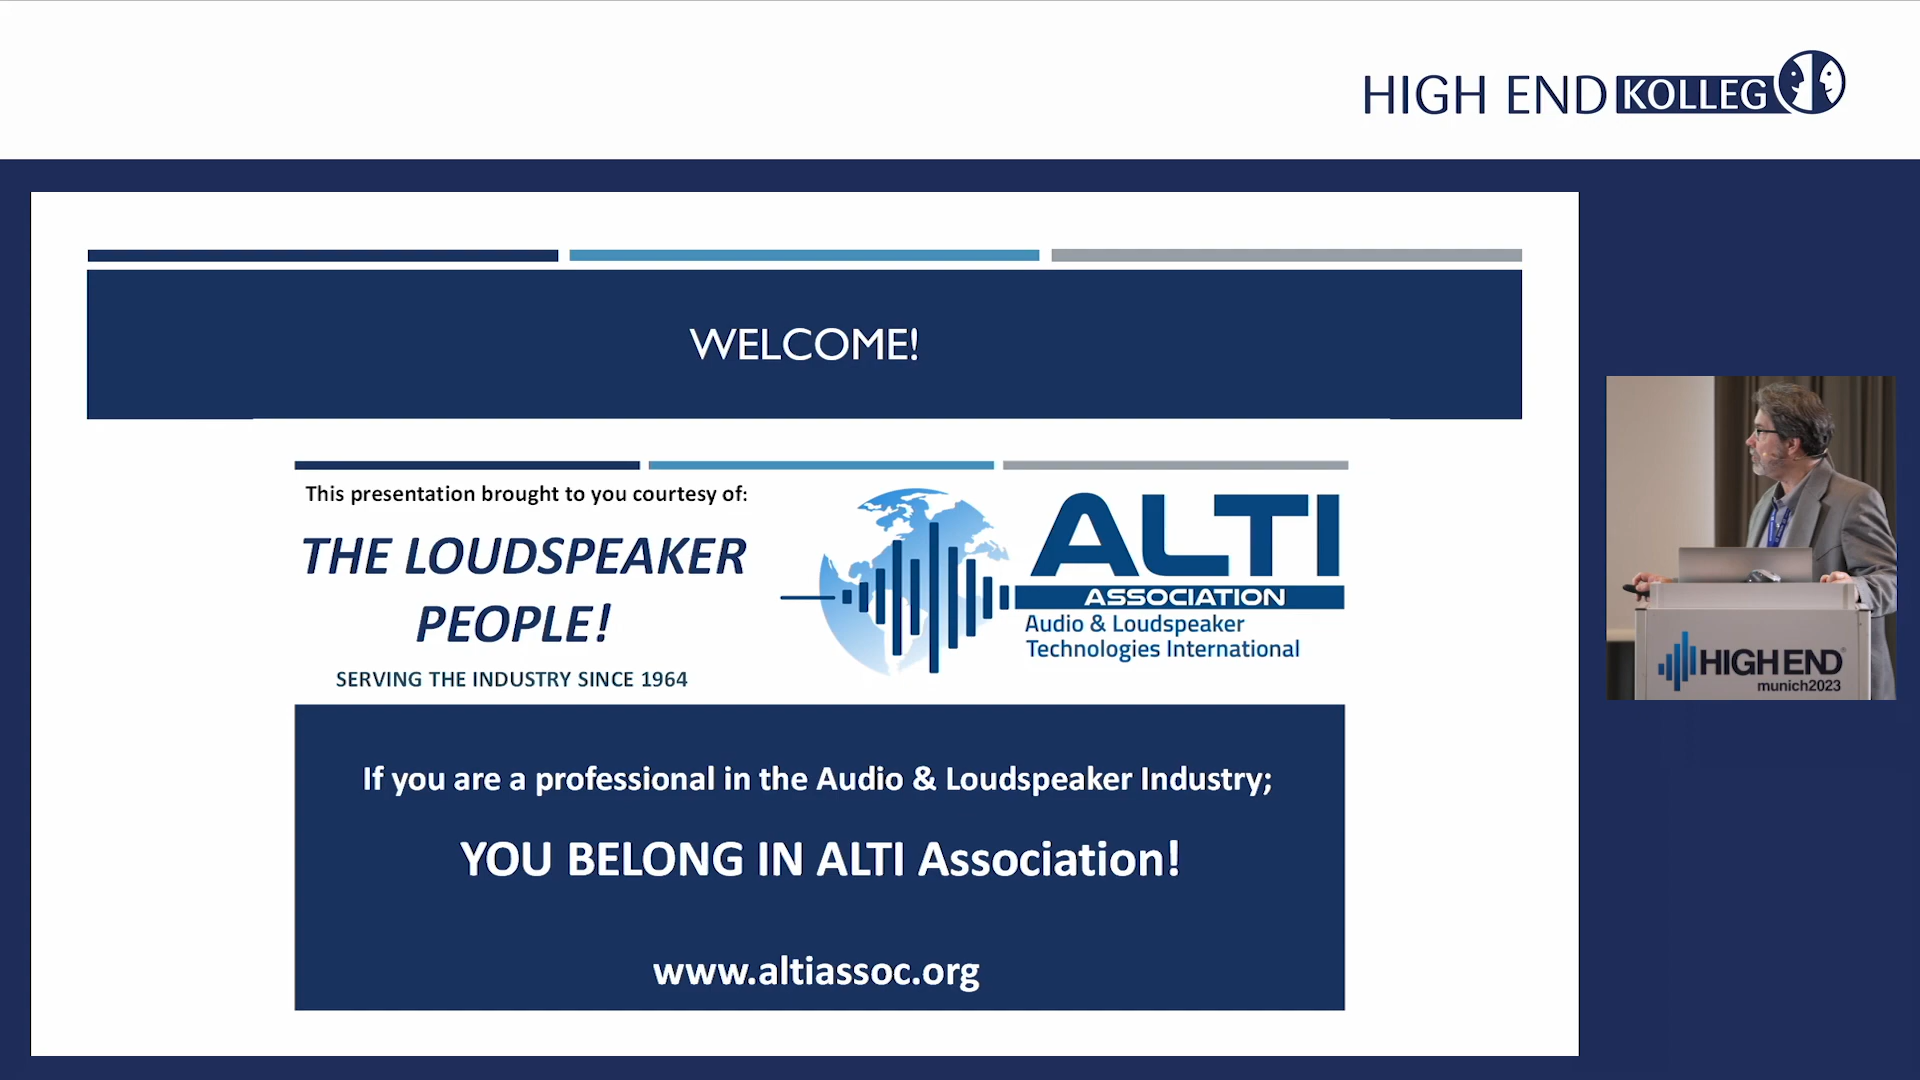 HIGH END KOLLEG
WELCOME!
This presentation brought to you courtesy of:
THE LOUDSPEAKER
PEOPLE!
SERVING THE INDUSTRY SINCE 1964
ALTI
ASSOCIATION
Audio & Loudspeaker
Technologies International
If you are a professional in the Audio & Loudspeaker Industry;
YOU BELONG IN ALTI Association!
www.altiassoc.org
HIGH END
munich2023